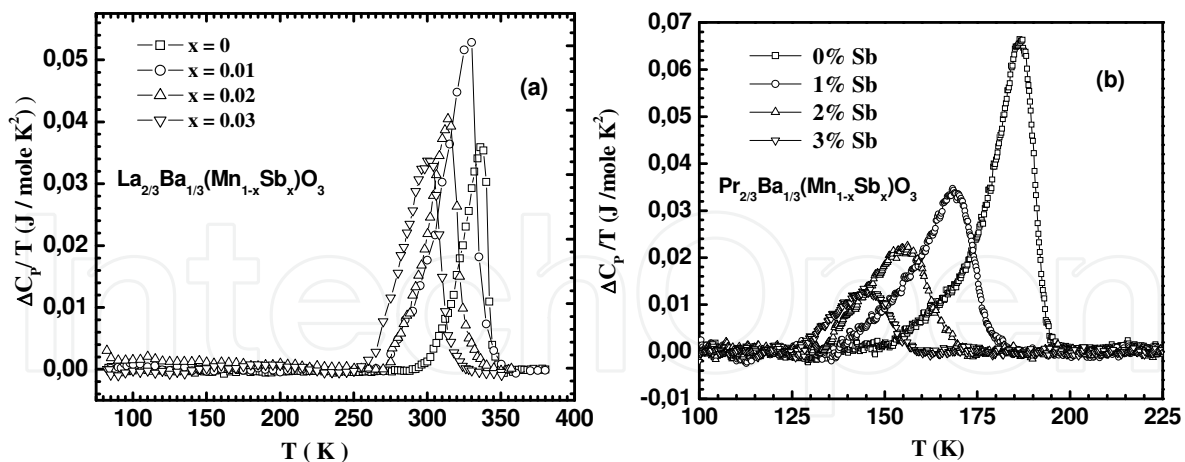 0,05
0,04
0,03
0,02
0,01
0,00
ΔC_P / T (J / mole K²) )
x = 0
x = 0.01
x = 0.02
x = 0.03
(a)
La_{2/3}Ba_{1/3}(Mn_{1-x}Sb_x)O_3
100 150 200 250 300 350 400
T ( K )
0,07
0,06
0,05
0,04
0,03
0,02
0,01
0,00
-0,01
ΔC_P /T (J / mole K²)
0% Sb
1% Sb
2% Sb
3% Sb
(b)
Pr_{2/3}Ba_{1/3}(Mn_{1-x}Sb_x)O_3
100 125 150 175 200 225
T (K)
IntechOpen